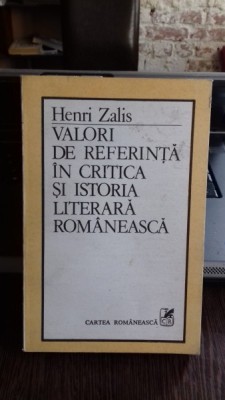 Henri Zalis
VALORI
DE REFERINȚĂ
ÎN CRITICA
ȘI ISTORIA
LITERARĂ
ROMÂNEASCĂ
CARTEA ROMÂNEASCĂ